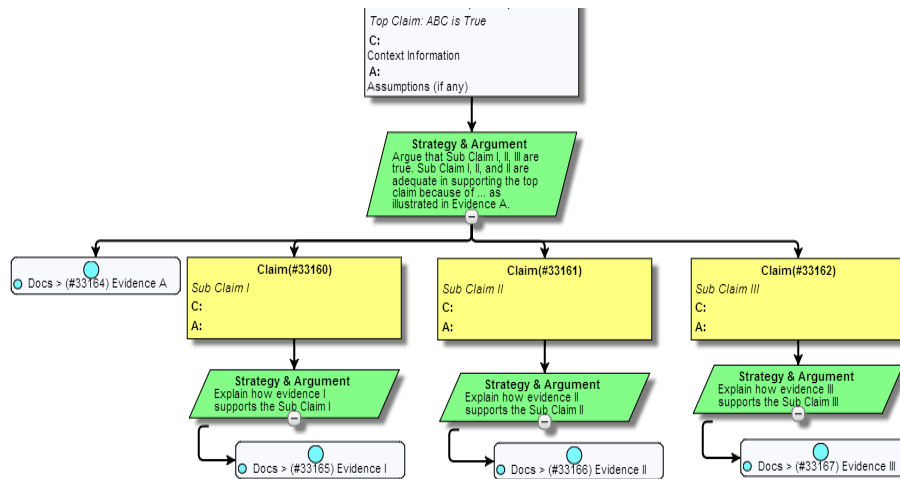 Top Claim: ABC is True
C:
Context Information
A:
Assumptions (if any)
Strategy & Argument
Argue that Sub Claim I, II, III are
true. Sub Claim I, II, and II are
adequate in supporting the top
claim because of ... as
illustrated in Evidence A.
Docs > (#33164) Evidence A
Claim(#33160)
Sub Claim I
C:
A:
Claim(#33161)
Sub Claim II
C:
A:
Claim(#33162)
Sub Claim III
C:
A:
Strategy & Argument
Explain how evidence I
supports the Sub Claim I
Strategy & Argument
Explain how evidence II
supports the Sub Claim II
Strategy & Argument
Explain how evidence III
supports the Sub Claim III
Docs > (#33165) Evidence I
Docs > (#33166) Evidence II
Docs > (#33167) Evidence III